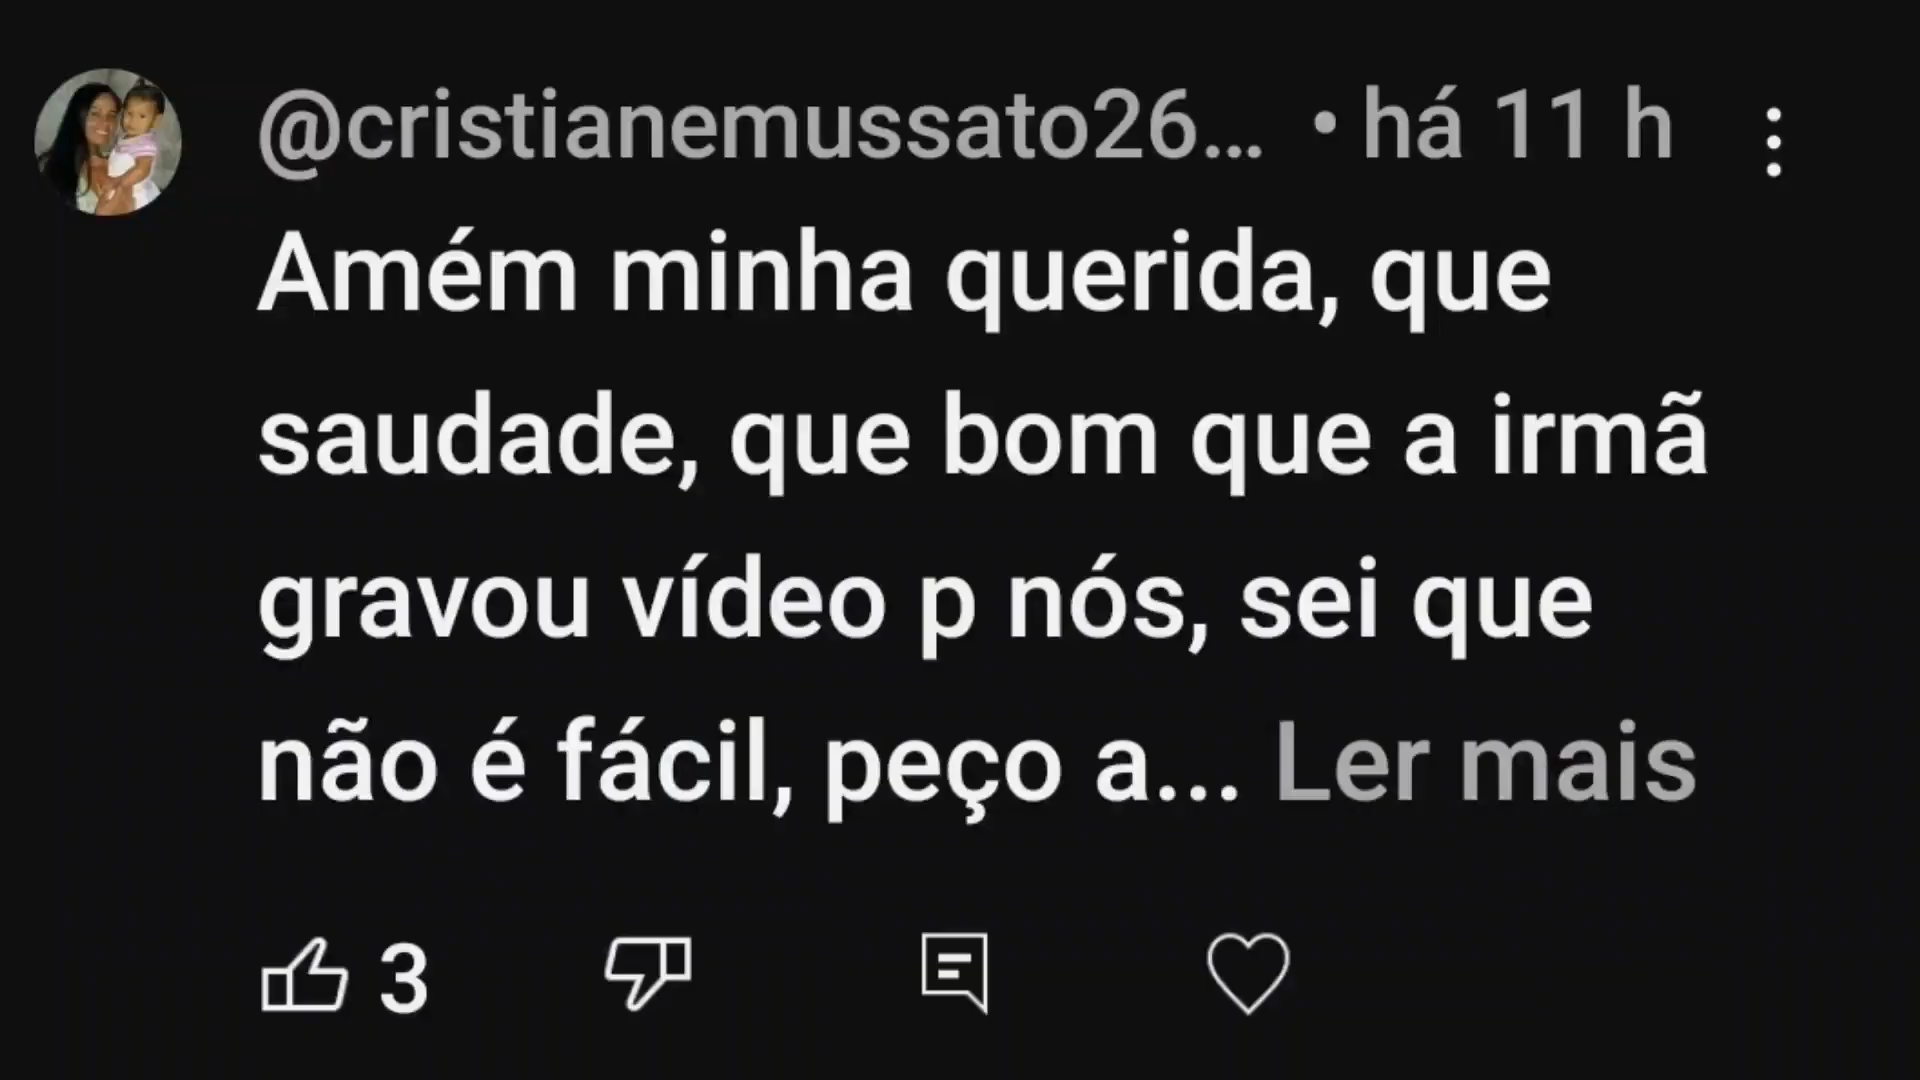 @cristianemussato26... • há 11 h
Amém minha querida, que
saudade, que bom que a irmã
gravou vídeo p nós, sei que
não é fácil, peço a... Ler mais
3